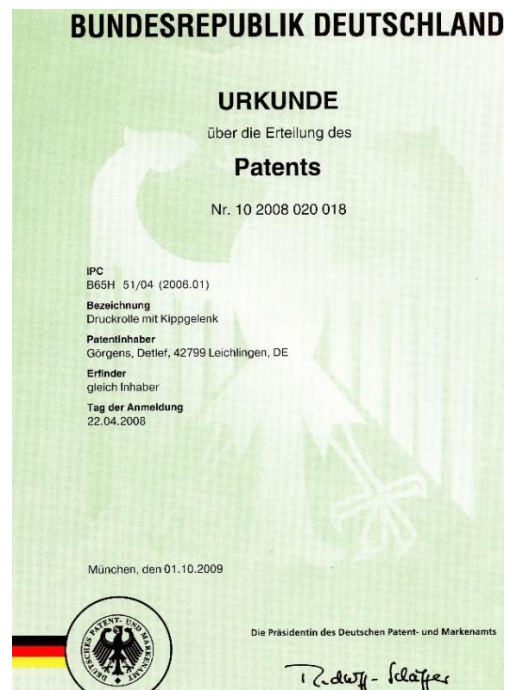 BUNDESREPUBLIK DEUTSCHLAND
URKUNDE
über die Erteilung des
Patents
Nr. 10 2008 020 018
IPC
B65H 51/04 (2006.01)
Bezeichnung
Druckrolle mit Kippgelenk
Patentinhaber
Görgens, Detlef, 42799 Leichlingen, DE
Erfinder
gleich Inhaber
Tag der Anmeldung
22.04.2008
München, den 01.10.2009
DEUTSCHES PATENT- UND MARKENAMT
Die Präsidentin des Deutschen Patent- und Markenamts